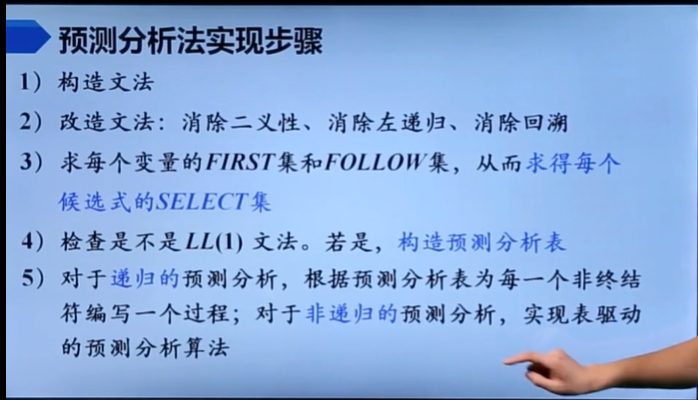 预测分析法实现步骤
1）构造文法
2）改造文法：消除二义性、消除左递归、消除回溯
3）求每个变量的FIRST集和FOLLOW集，从而求得每个
候选式的SELECT集
4）检查是不是LL(1) 文法。若是，构造预测分析表
5）对于递归的预测分析，根据预测分析表为每一个非终结
符编写一个过程；对于非递归的预测分析，实现表驱动
的预测分析算法